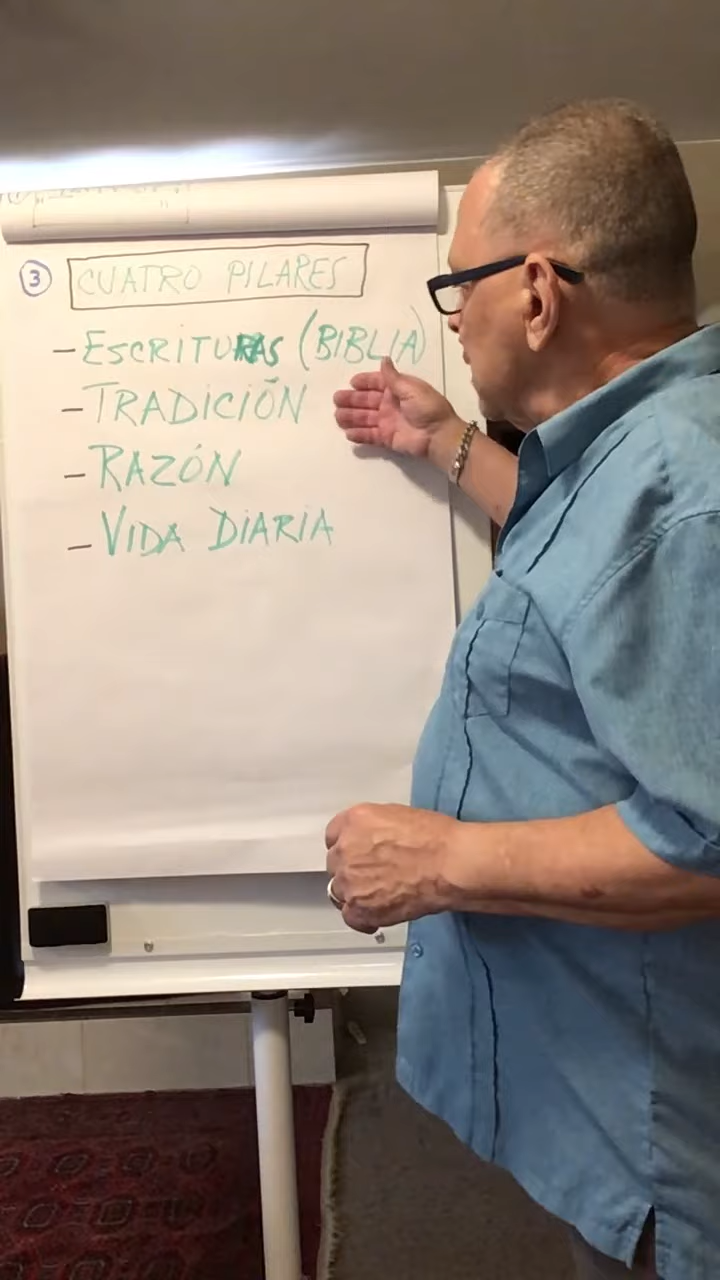 3 CUATRO PILARES
- ESCRITURAS (BIBLIA)
- TRADICIÓN
- RAZÓN
- VIDA DIARIA